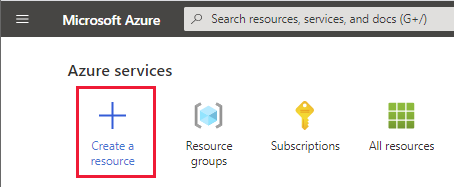 Microsoft Azure
Search resources, services, and docs (G+/)
Azure services
Create a
resource
Resource
groups
Subscriptions
All resources